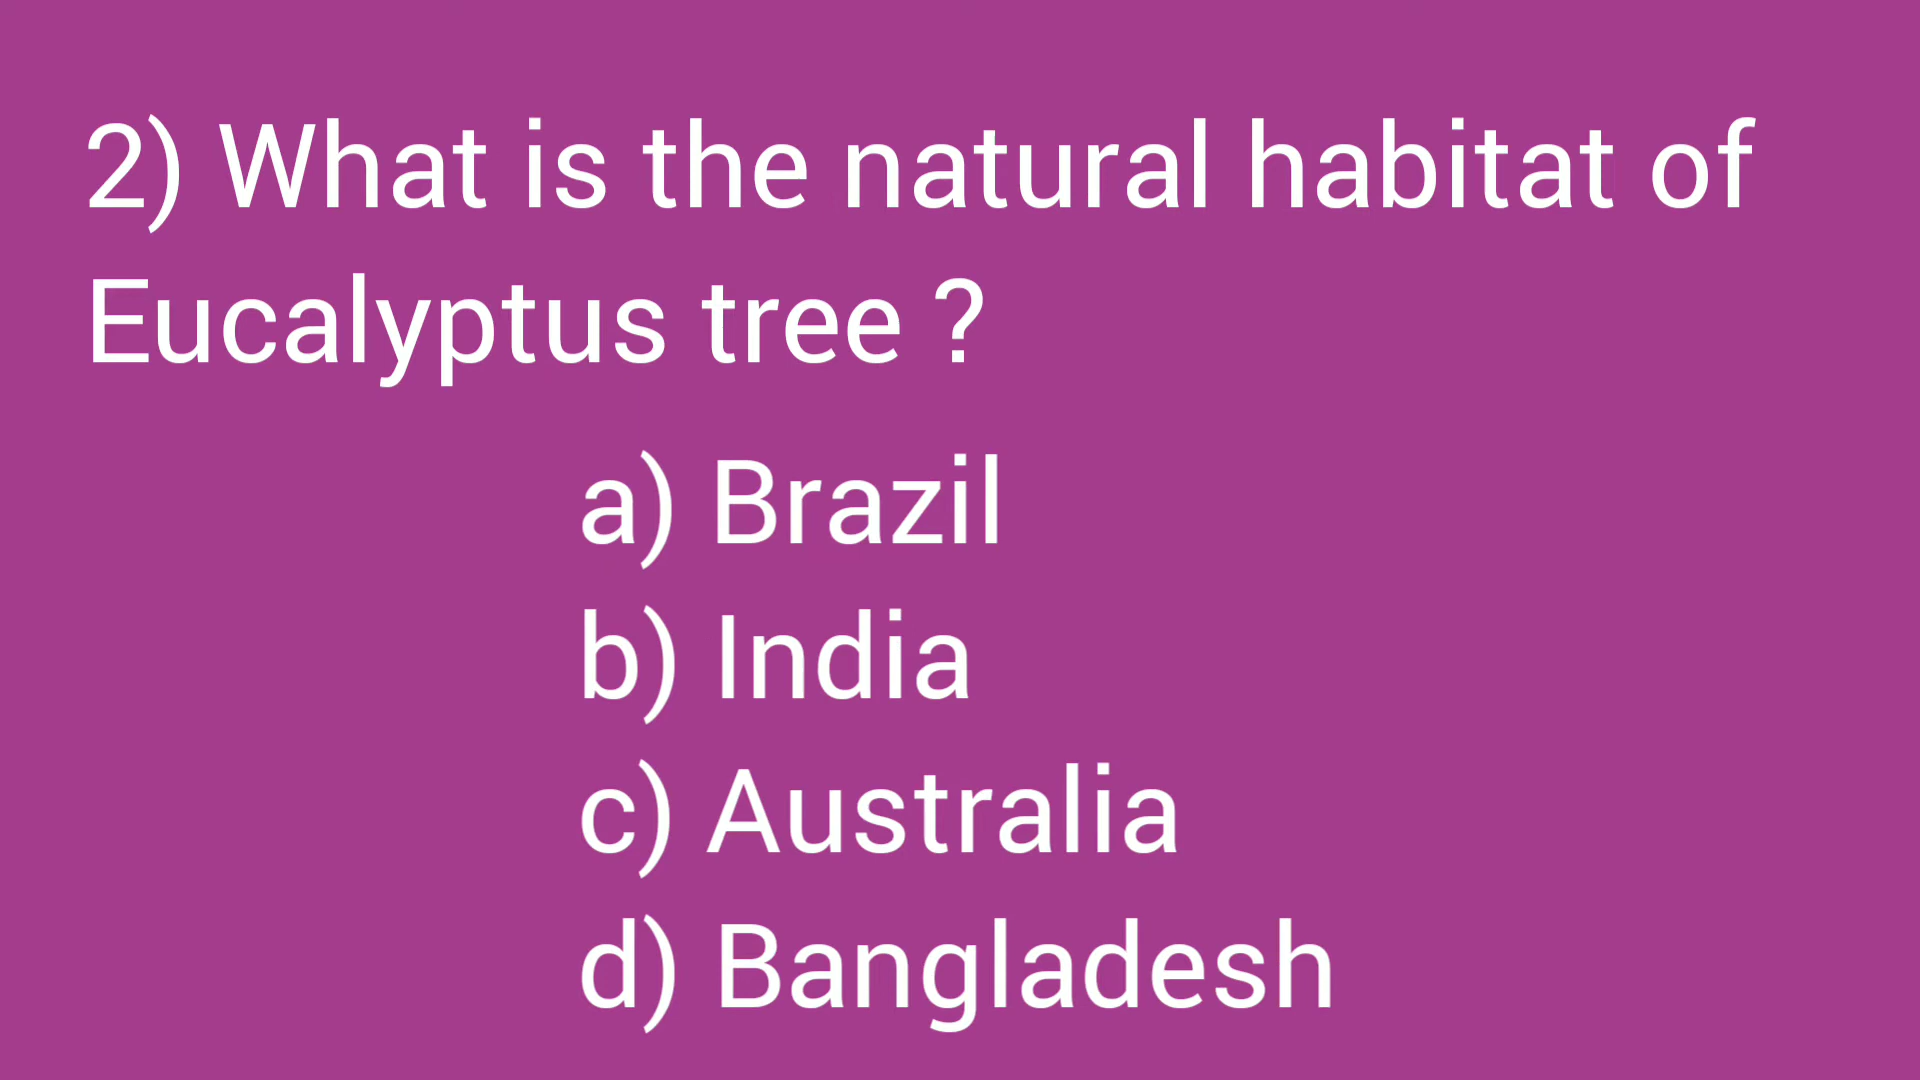 2) What is the natural habitat of
Eucalyptus tree ?
a) Brazil
b) India
c) Australia
d) Bangladesh